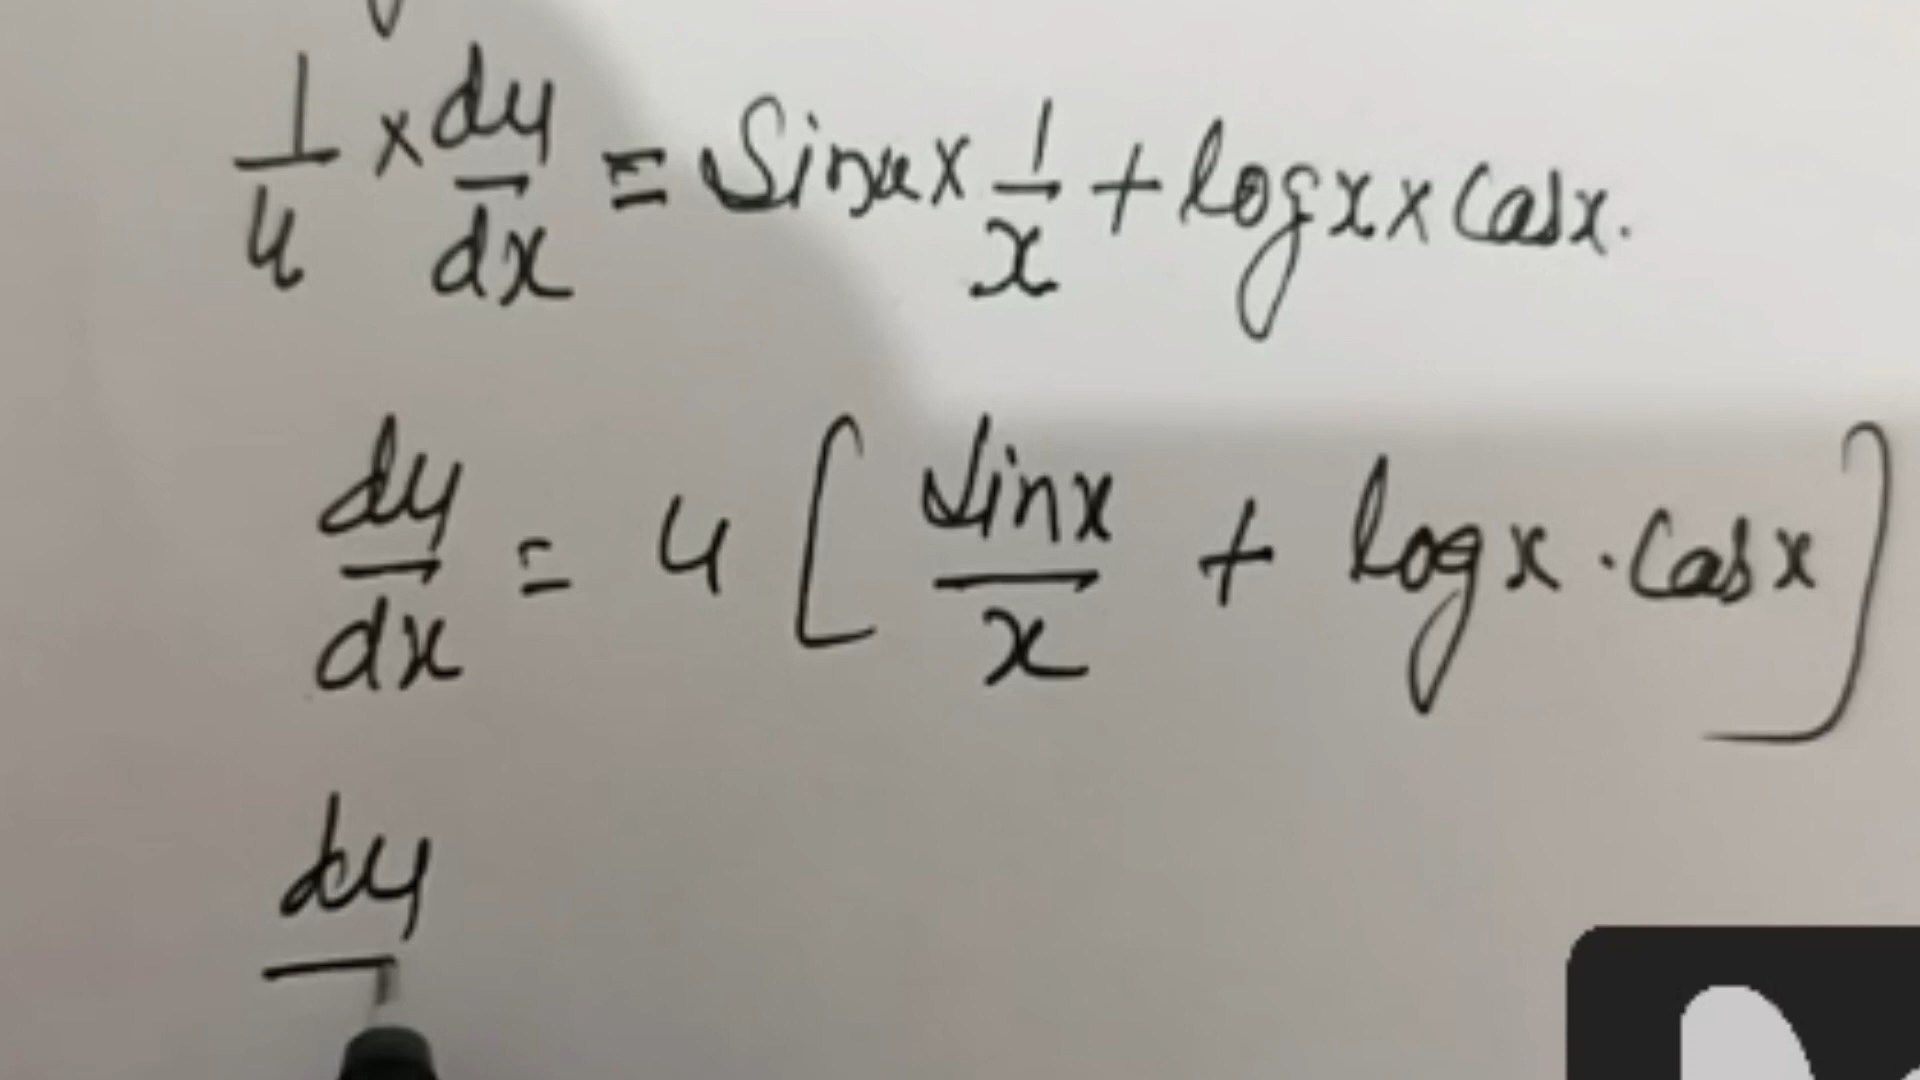 1/y × dy/dx = Sinx × 1/x + logx × Cosx.
dy/dx = y [ sinx/x + logx · Cosx ]
dy